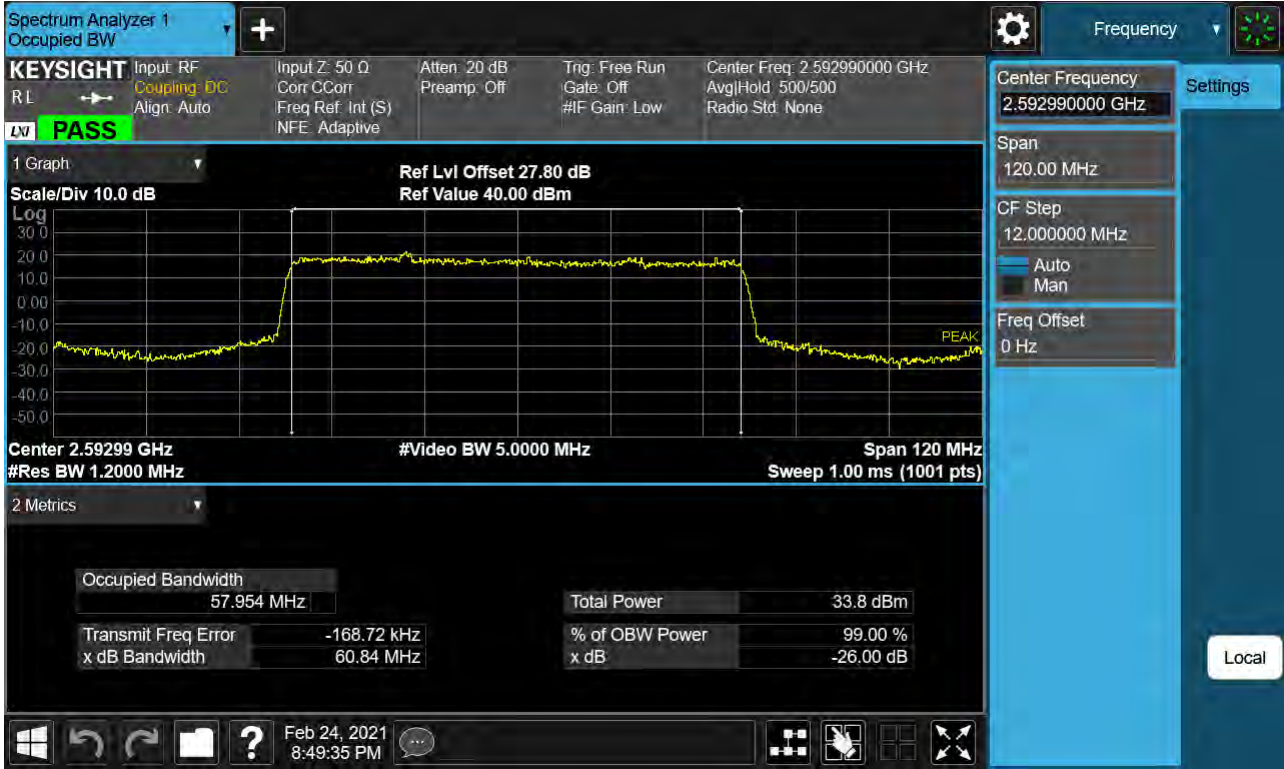 Spectrum Analyzer 1
Occupied BW
Frequency
KEYSIGHT
RL
LXI
PASS
Input: RF
Coupling: DC
Align: Auto
Input Z: 50 Ω
Corr CCorr
Freq Ref: Int (S)
NFE: Adaptive
Atten: 20 dB
Preamp: Off
Trig: Free Run
Gate: Off
#IF Gain: Low
Center Freq: 2.592990000 GHz
Avg|Hold: 500/500
Radio Std: None
Center Frequency
2.592990000 GHz
Settings
Span
120.00 MHz
CF Step
12.000000 MHz
Auto
Man
Freq Offset
0 Hz
1 Graph
Scale/Div 10.0 dB
Ref Lvl Offset 27.80 dB
Ref Value 40.00 dBm
Log
30.0
20.0
10.0
0.00
-10.0
-20.0
-30.0
-40.0
-50.0
PEAK
Center 2.59299 GHz
#Video BW 5.0000 MHz
Span 120 MHz
#Res BW 1.2000 MHz
Sweep 1.00 ms (1001 pts)
2 Metrics
Occupied Bandwidth
57.954 MHz
Total Power 33.8 dBm
Transmit Freq Error -168.72 kHz
% of OBW Power 99.00 %
x dB Bandwidth 60.84 MHz
x dB -26.00 dB
Local
Feb 24, 2021
8:49:35 PM